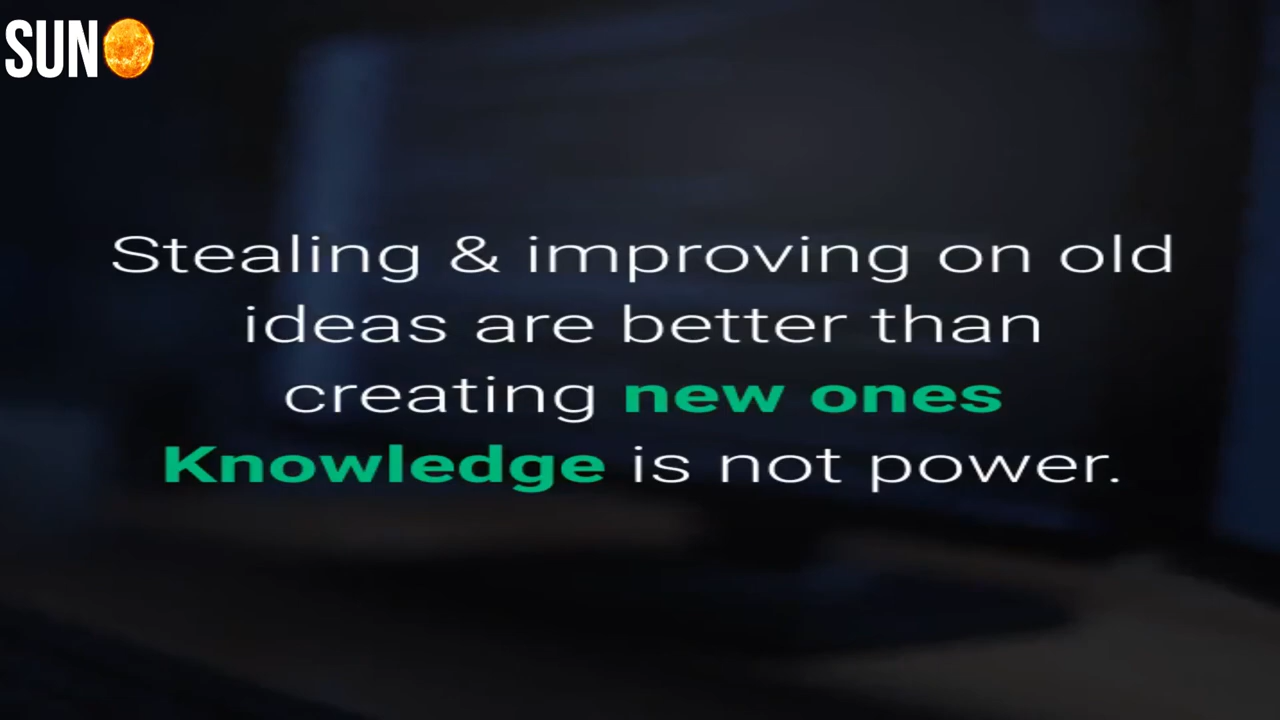 SUN
Stealing & improving on old
ideas are better than
creating new ones
Knowledge is not power.